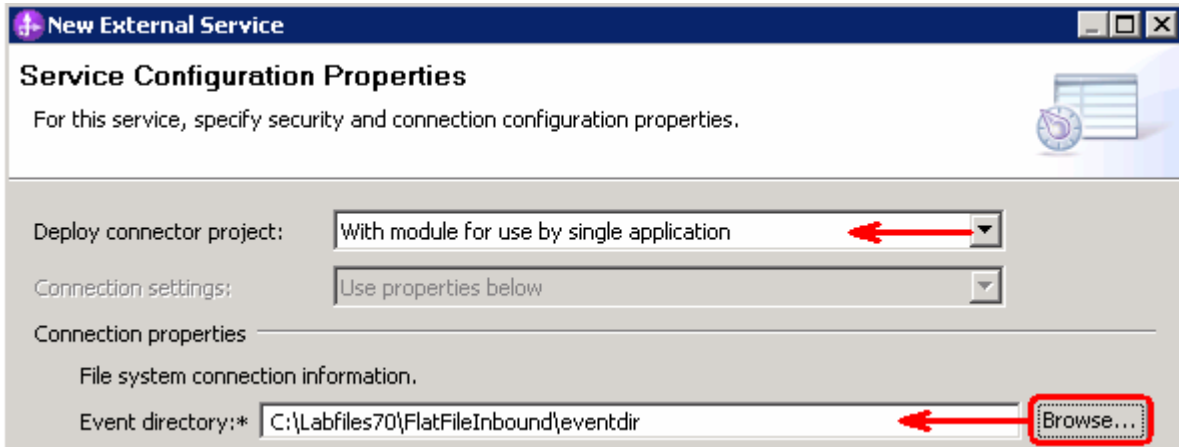 New External Service
Service Configuration Properties
For this service, specify security and connection configuration properties.
Deploy connector project: With module for use by single application
Connection settings: Use properties below
Connection properties
File system connection information.
Event directory:* C:\Labfiles70\FlatFileInbound\eventdir Browse...